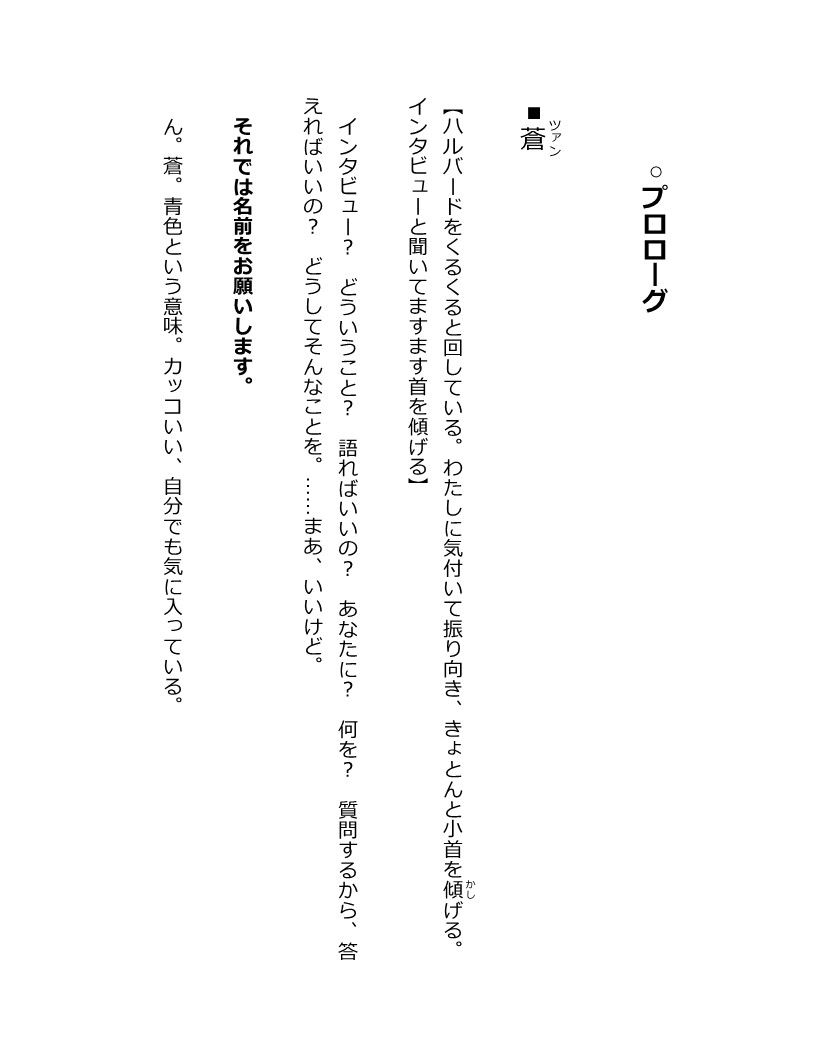 ○プロローグ
■蒼
ツァン
【ハルバードをくるくると回している。わたしに気付いて振り向き、きょとんと小首を傾げる。
かし
インタビューと聞いてますます首を傾げる】
　インタビュー？　どういうこと？　語ればいいの？　あなたに？　何を？　質問するから、答
えればいいの？　どうしてそんなことを。……まあ、いいけど。
それでは名前をお願いします。
ん。蒼。青色という意味。カッコいい、自分でも気に入っている。